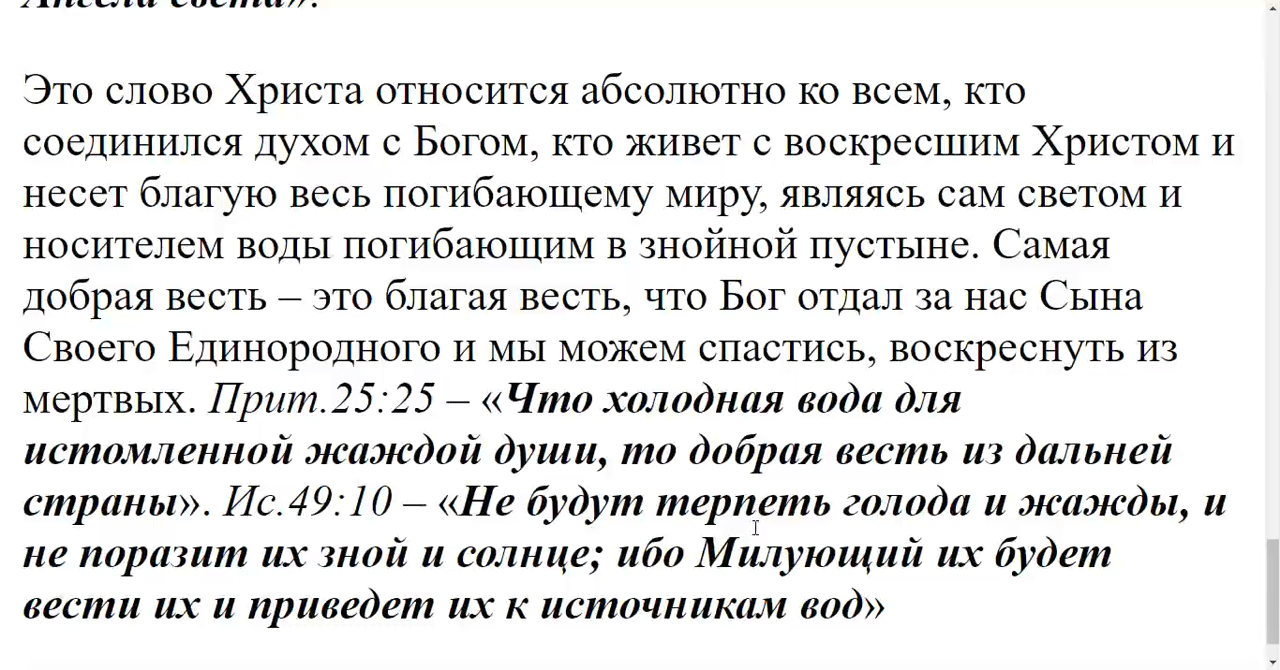 Ангели света».
Это слово Христа относится абсолютно ко всем, кто
соединился духом с Богом, кто живет с воскресшим Христом и
несет благую весь погибающему миру, являясь сам светом и
носителем воды погибающим в знойной пустыне. Самая
добрая весть – это благая весть, что Бог отдал за нас Сына
Своего Единородного и мы можем спастись, воскреснуть из
мертвых. Прит.25:25 – «Что холодная вода для
истомленной жаждой души, то добрая весть из дальней
страны». Ис.49:10 – «Не будут терпеть голода и жажды, и
не поразит их зной и солнце; ибо Милующий их будет
вести их и приведет их к источникам вод»